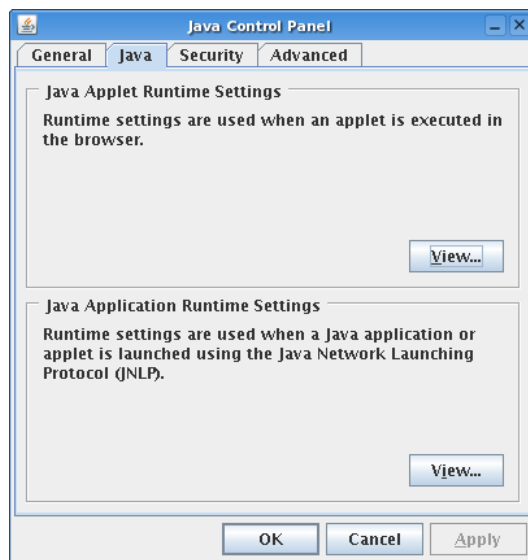 Java Control Panel
General Java Security Advanced
Java Applet Runtime Settings
Runtime settings are used when an applet is executed in
the browser.
View...
Java Application Runtime Settings
Runtime settings are used when a Java application or
applet is launched using the Java Network Launching
Protocol (JNLP).
View...
OK Cancel Apply